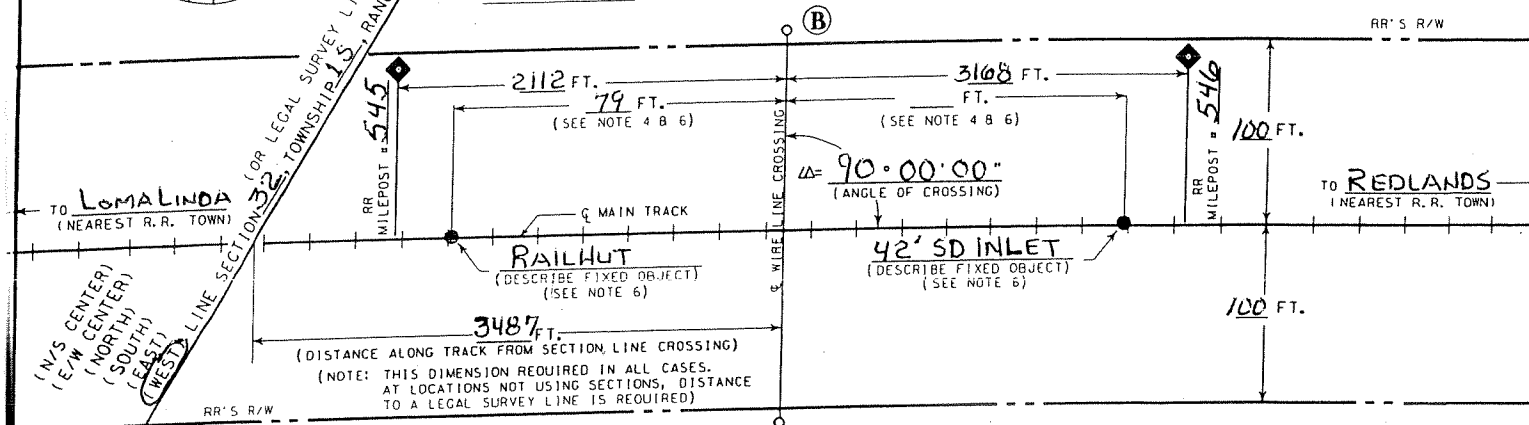 (OR LEGAL SURVEY LI
LINE SECTION 32, TOWNSHIP 1S, RAN
B
RR'S R/W
2112 FT.
3168 FT.
79 FT.
(SEE NOTE 4 & 6)
FT.
(SEE NOTE 4 & 6)
RR
MILEPOST = 545
RR
MILEPOST = 546
100 FT.
WIRE LINE CROSSING
= 90°00'00"
(ANGLE OF CROSSING)
TO LOMA LINDA
(NEAREST R.R. TOWN)
TO REDLANDS
(NEAREST R.R. TOWN)
℄ MAIN TRACK
RAILHUT
(DESCRIBE FIXED OBJECT)
(SEE NOTE 6)
42' SD INLET
(DESCRIBE FIXED OBJECT)
(SEE NOTE 6)
100 FT.
(N/S CENTER)
(E/W CENTER)
(NORTH)
(SOUTH)
(EAST)
(WEST)
3487 FT.
(DISTANCE ALONG TRACK FROM SECTION LINE CROSSING)
(NOTE: THIS DIMENSION REQUIRED IN ALL CASES.
AT LOCATIONS NOT USING SECTIONS, DISTANCE
TO A LEGAL SURVEY LINE IS REQUIRED)
RR'S R/W